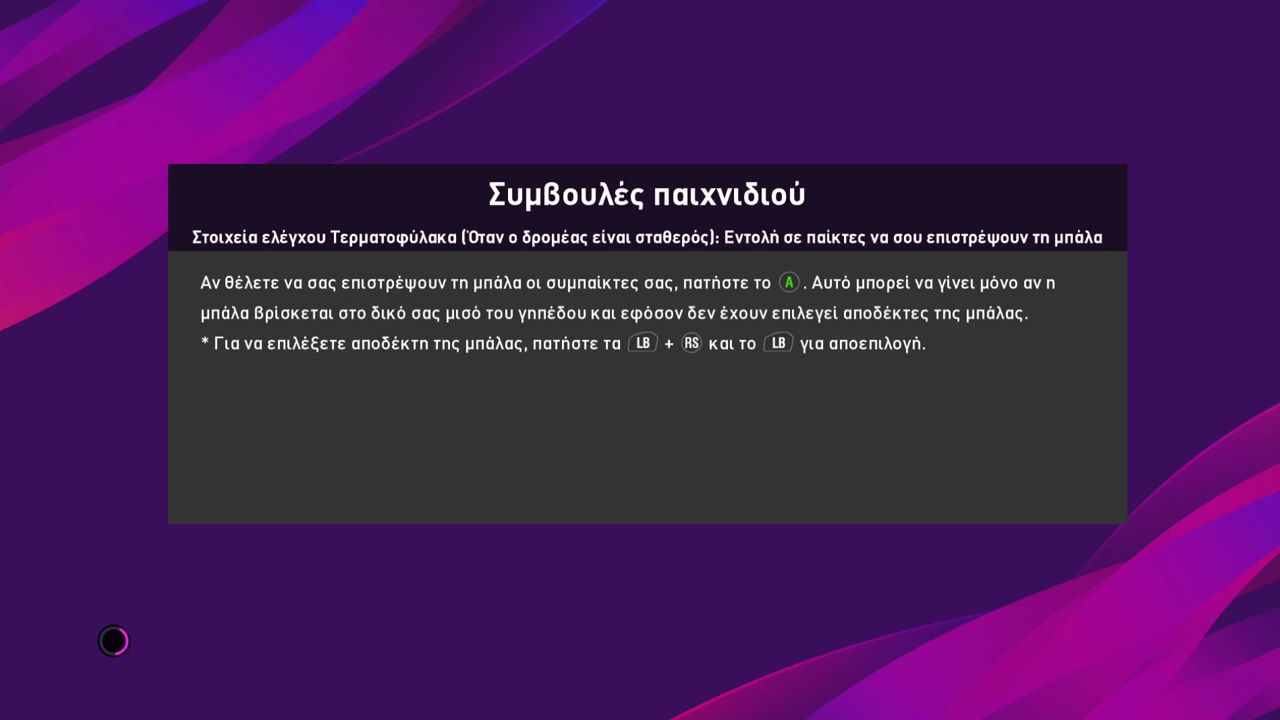 Συμβουλές παιχνιδιού
Στοιχεία ελέγχου Τερματοφύλακα (Όταν ο δρομέας είναι σταθερός): Εντολή σε παίκτες να σου επιστρέψουν τη μπάλα
Αν θέλετε να σας επιστρέψουν τη μπάλα οι συμπαίκτες σας, πατήστε το A. Αυτό μπορεί να γίνει μόνο αν η
μπάλα βρίσκεται στο δικό σας μισό του γηπέδου και εφόσον δεν έχουν επιλεγεί αποδέκτες της μπάλας.
* Για να επιλέξετε αποδέκτη της μπάλας, πατήστε τα LB + RS και το LB για αποεπιλογή.